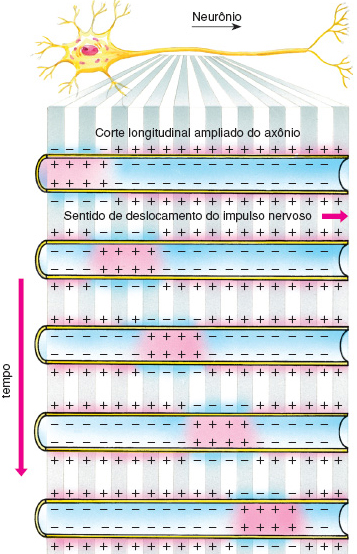 Neurônio
Corte longitudinal ampliado do axônio
Sentido de deslocamento do impulso nervoso
tempo